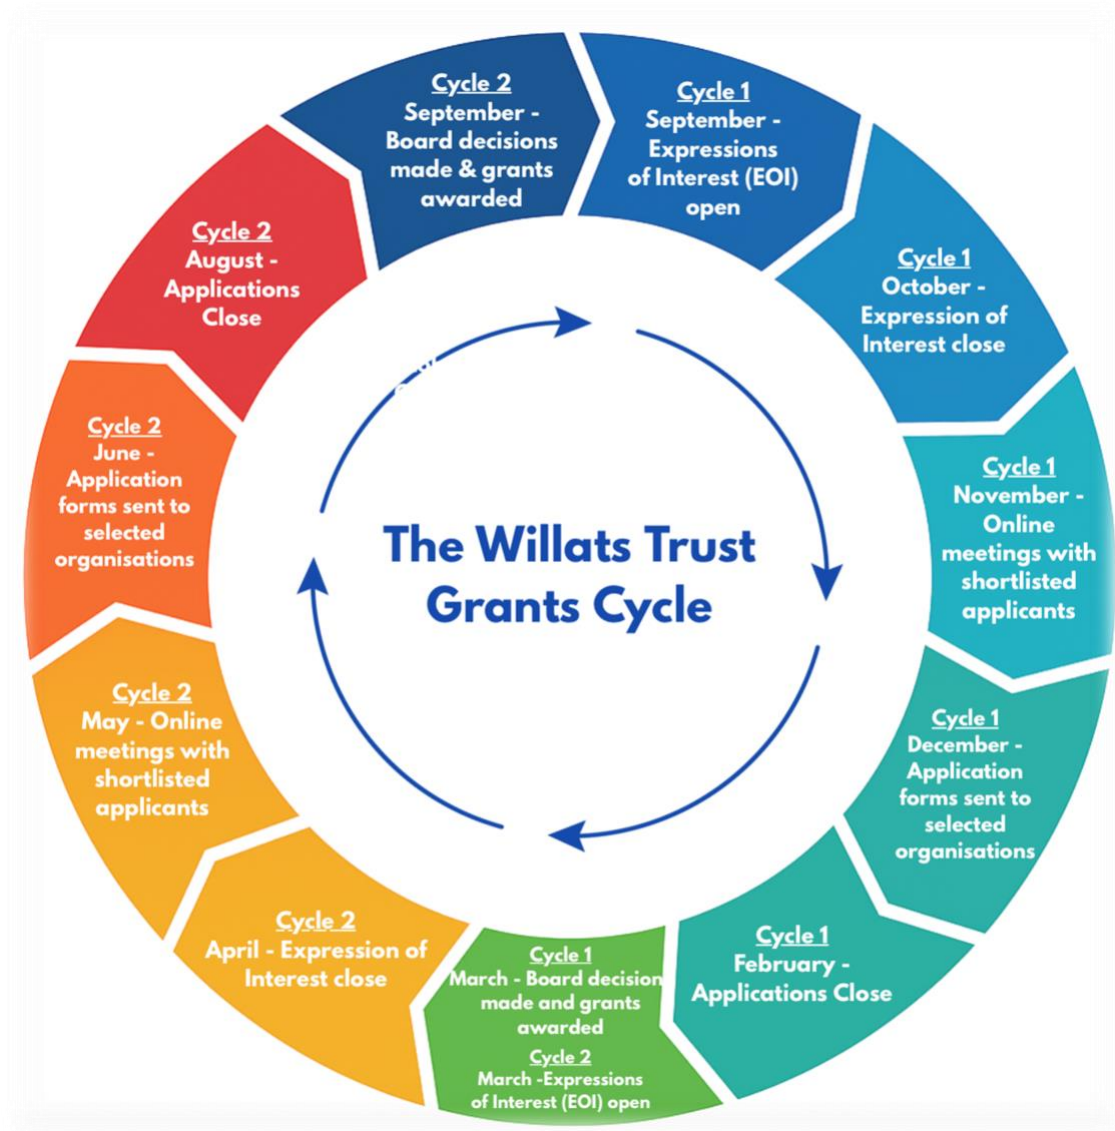 Cycle 2
September -
Board decisions
made & grants
awarded
Cycle 1
September -
Expressions
of Interest (EOI)
open
Cycle 1
October -
Expression of
Interest close
Cycle 1
November -
Online
meetings with
shortlisted
applicants
Cycle 1
December -
Application
forms sent to
selected
organisations
Cycle 1
February -
Applications Close
Cycle 1
March - Board decision
made and grants
awarded
Cycle 2
March -Expressions
of Interest (EOI) open
Cycle 2
April - Expression of
Interest close
Cycle 2
May - Online
meetings with
shortlisted
applicants
Cycle 2
June -
Application
forms sent to
selected
organisations
Cycle 2
August -
Applications
Close
The Willats Trust
Grants Cycle